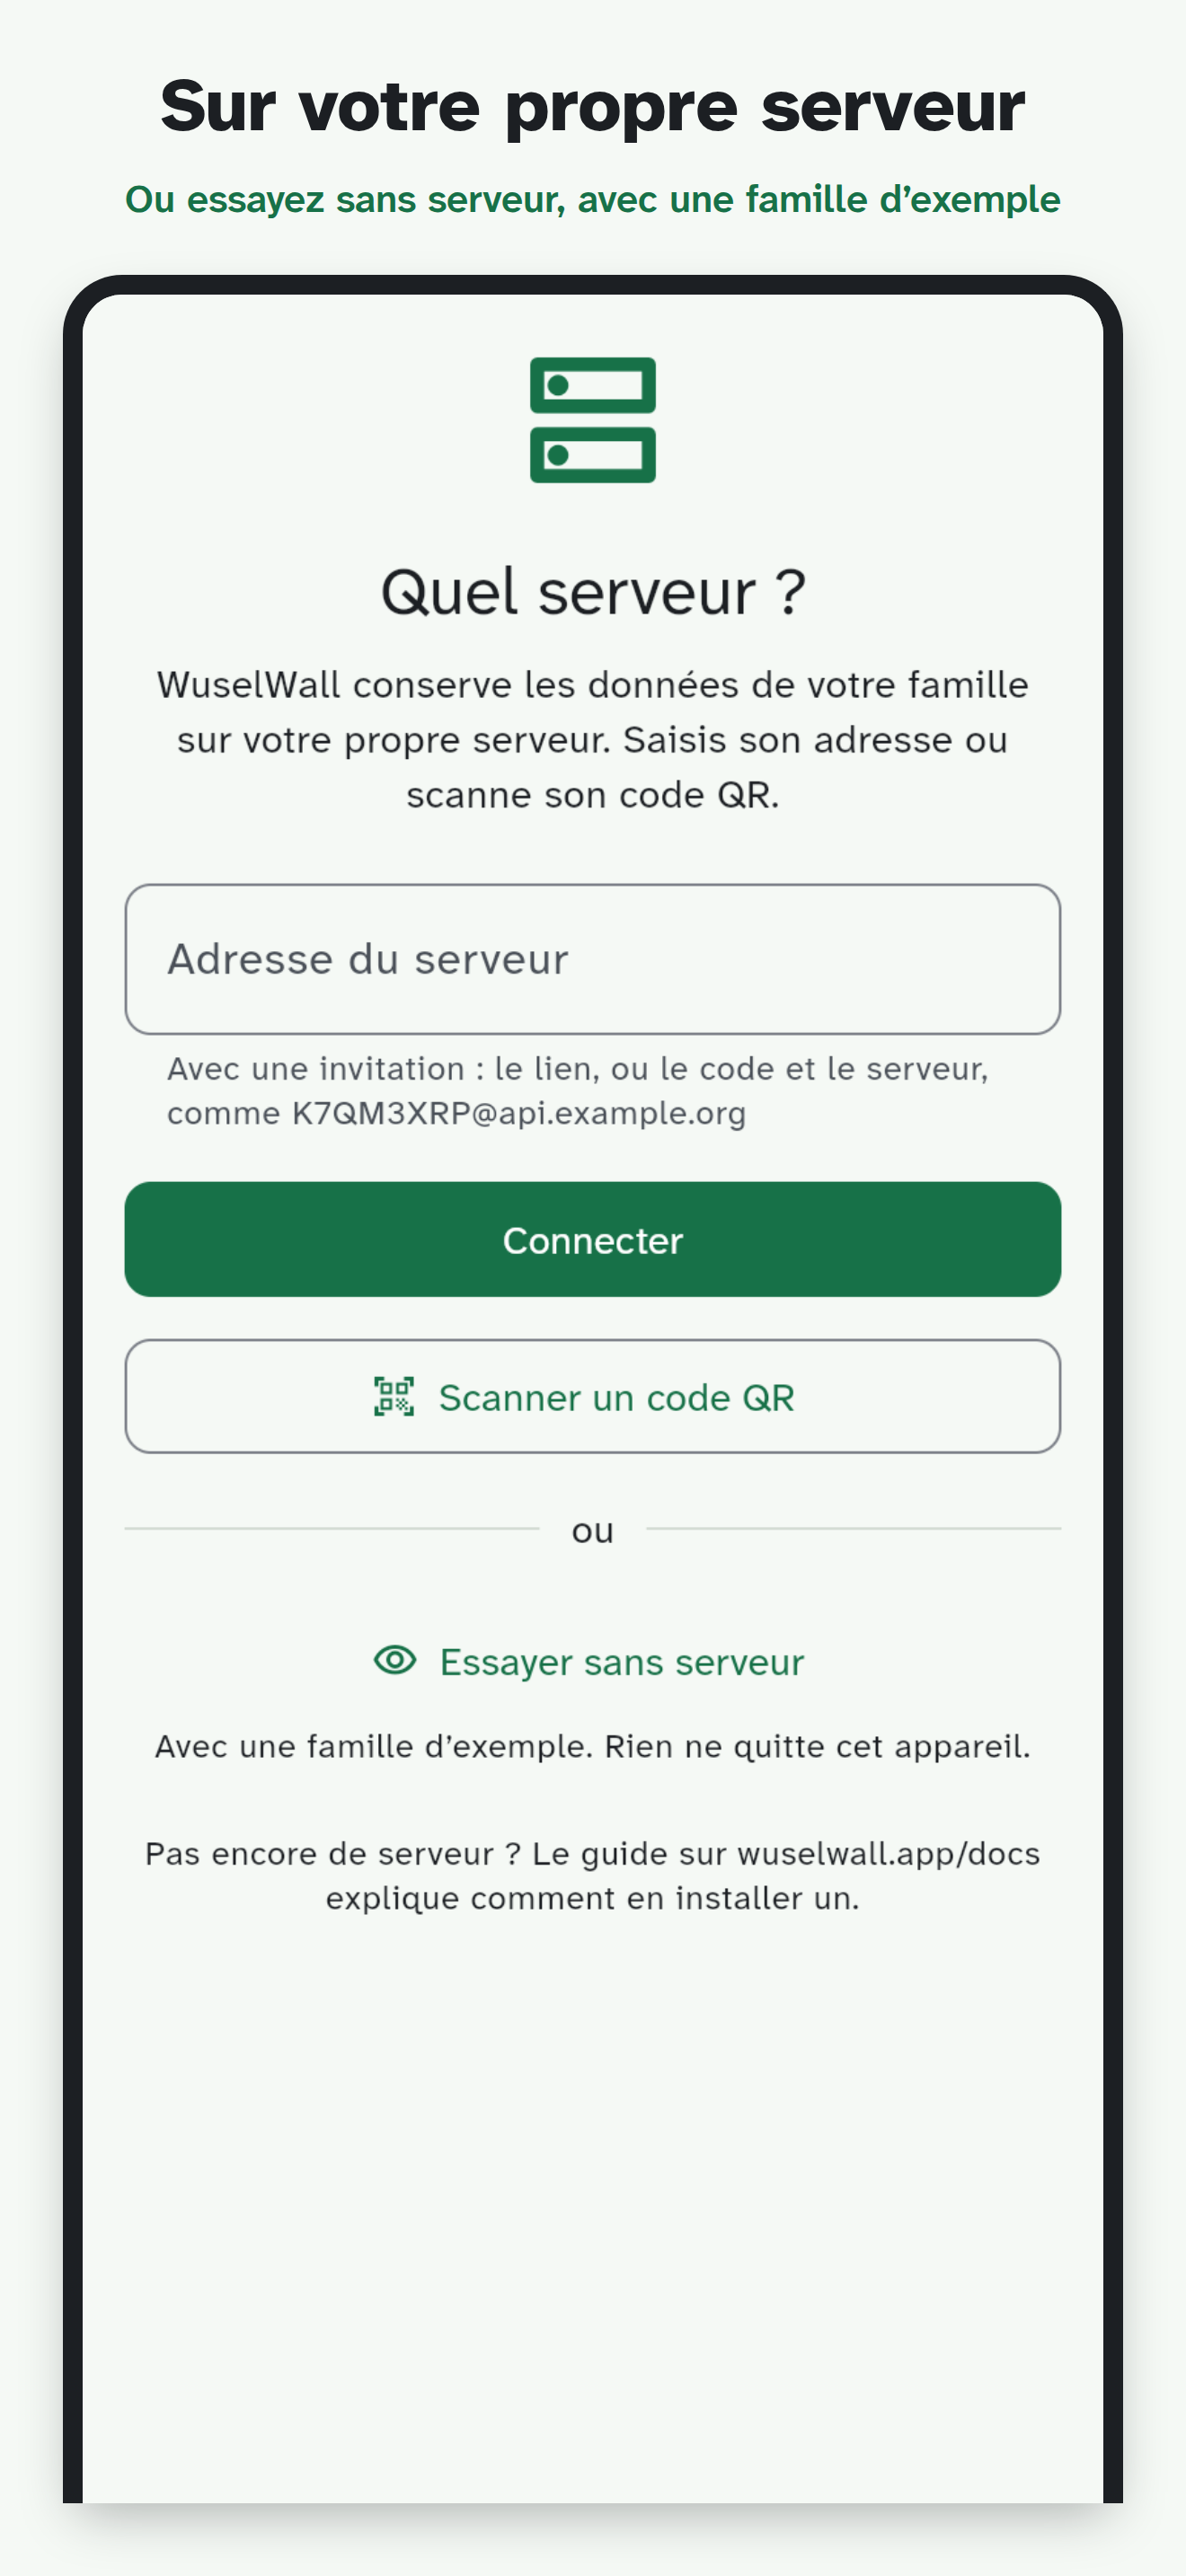 Sur votre propre serveur
Ou essayez sans serveur, avec une famille d’exemple
Quel serveur ?
WuselWall conserve les données de votre famille
sur votre propre serveur. Saisis son adresse ou
scanne son code QR.
Adresse du serveur
Avec une invitation : le lien, ou le code et le serveur,
comme K7QM3XRP@api.example.org
Connecter
Scanner un code QR
ou
Essayer sans serveur
Avec une famille d’exemple. Rien ne quitte cet appareil.
Pas encore de serveur ? Le guide sur wuselwall.app/docs
explique comment en installer un.